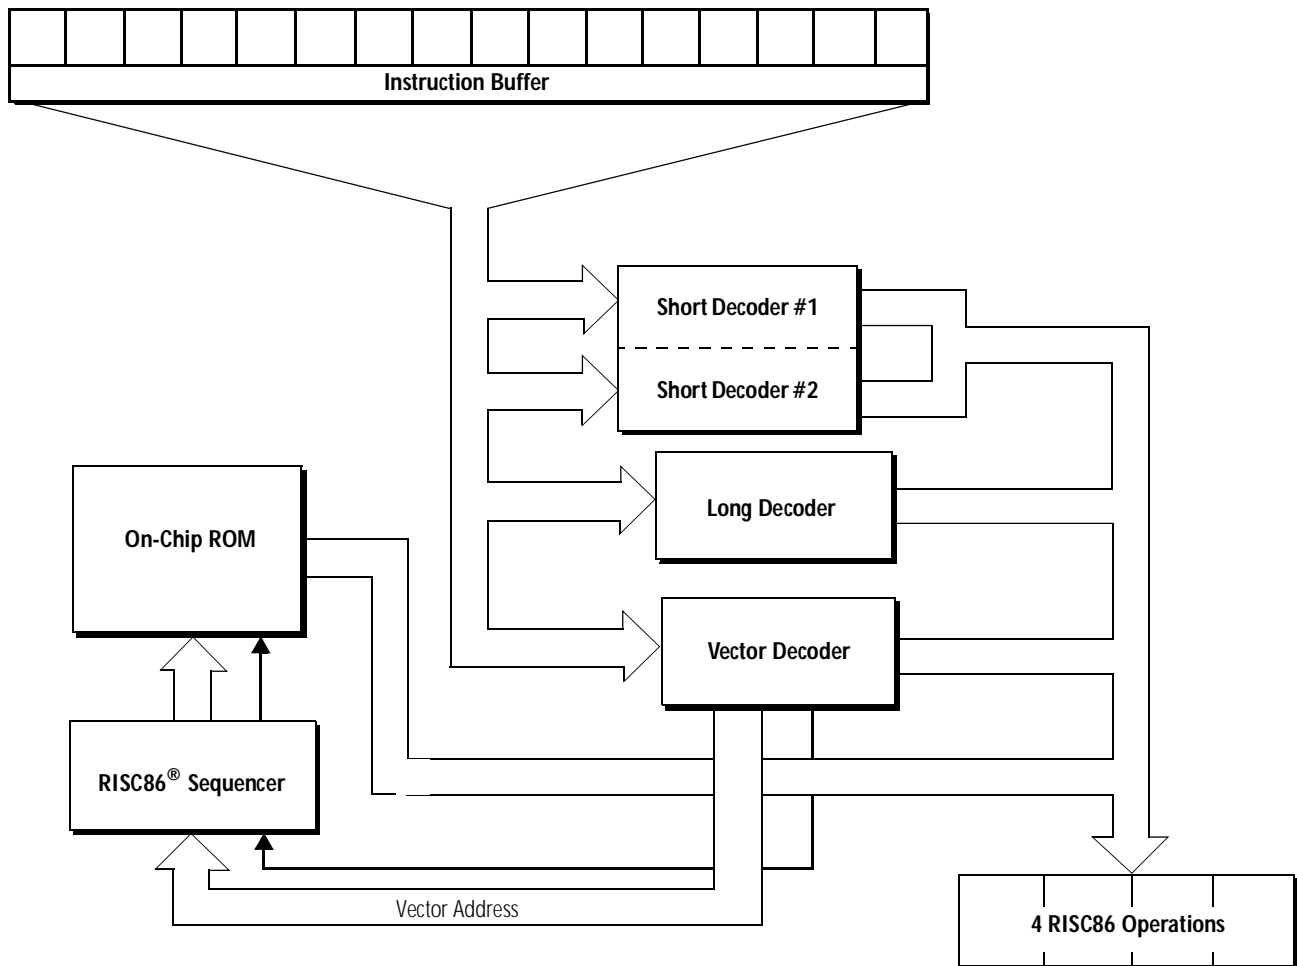 Instruction Buffer
Short Decoder #1
Short Decoder #2
Long Decoder
On-Chip ROM
Vector Decoder
RISC86® Sequencer
Vector Address
4 RISC86 Operations